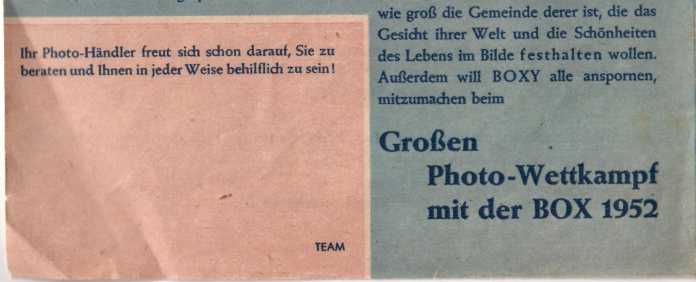 Ihr Photo-Händler freut sich schon darauf, Sie zu
beraten und Ihnen in jeder Weise behilflich zu sein!
TEAM
wie groß die Gemeinde derer ist, die das
Gesicht ihrer Welt und die Schönheiten
des Lebens im Bilde festhalten wollen.
Außerdem will BOXY alle anspornen,
mitzumachen beim
Großen
Photo-Wettkampf
mit der BOX 1952